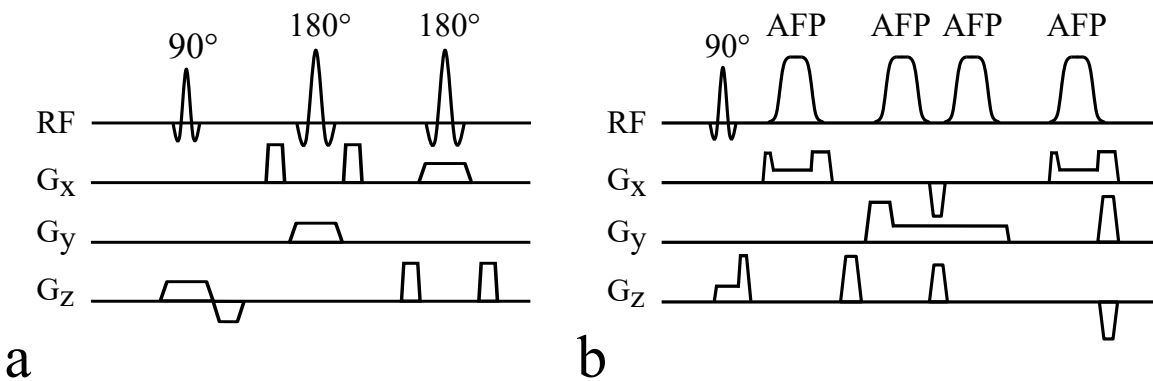 90° 180° 180°
RF
Gx
Gy
Gz
a
90° AFP AFP AFP AFP
RF
Gx
Gy
Gz
b